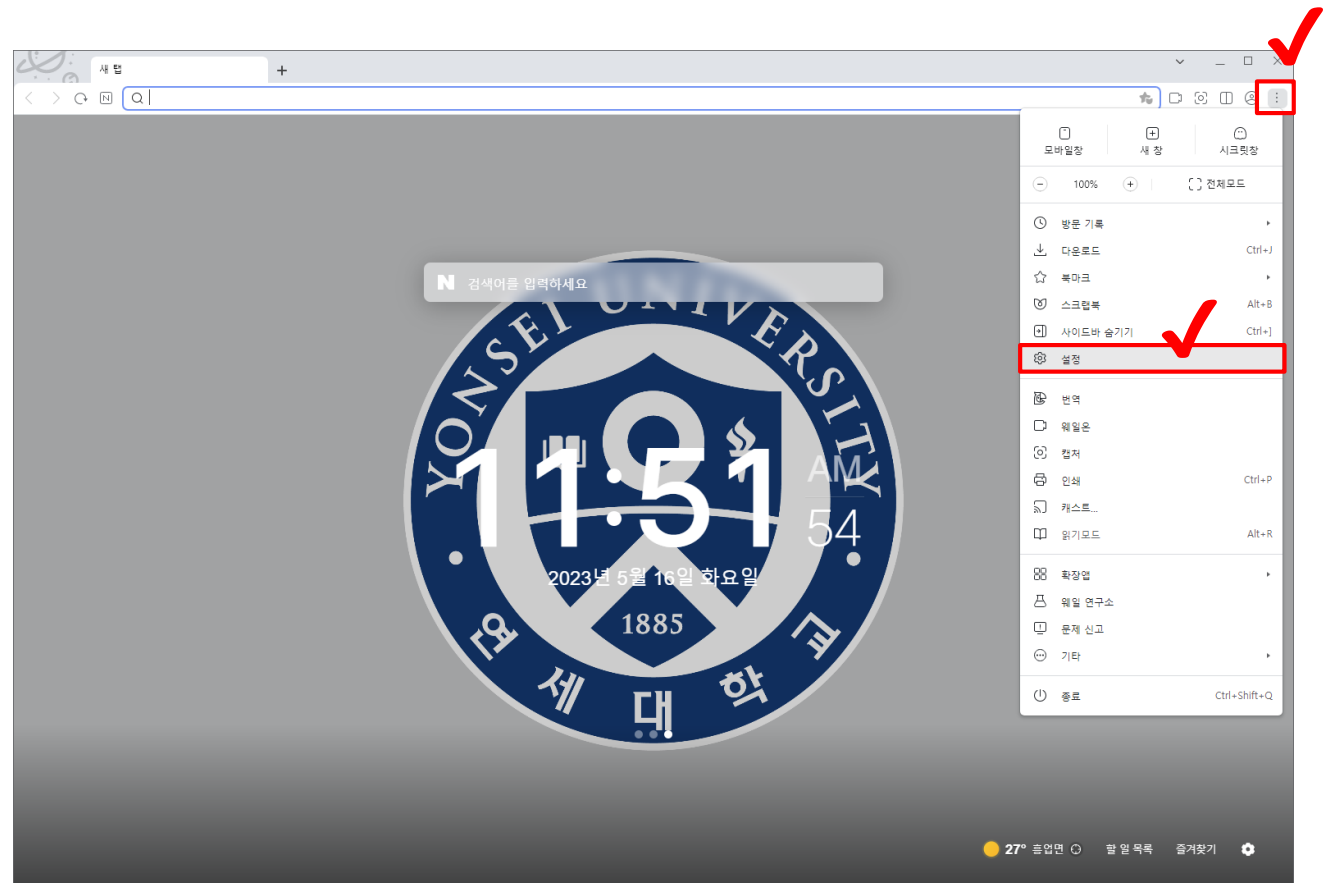 새 탭
모바일창 새 창 시크릿창
100% 전체모드
방문 기록
다운로드 Ctrl+J
북마크
스크랩북 Alt+B
사이드바 숨기기 Ctrl+]
설정
번역
웨일온
캡처
인쇄 Ctrl+P
캐스트...
읽기모드 Alt+R
확장앱
웨일 연구소
문제 신고
기타
종료 Ctrl+Shift+Q
N 검색어를 입력하세요
YONSEI UNIVERSITY
11:51 AM
54
2023년 5월 16일 화요일
1885
연세대학교
27° 흥업면 할 일 목록 즐겨찾기